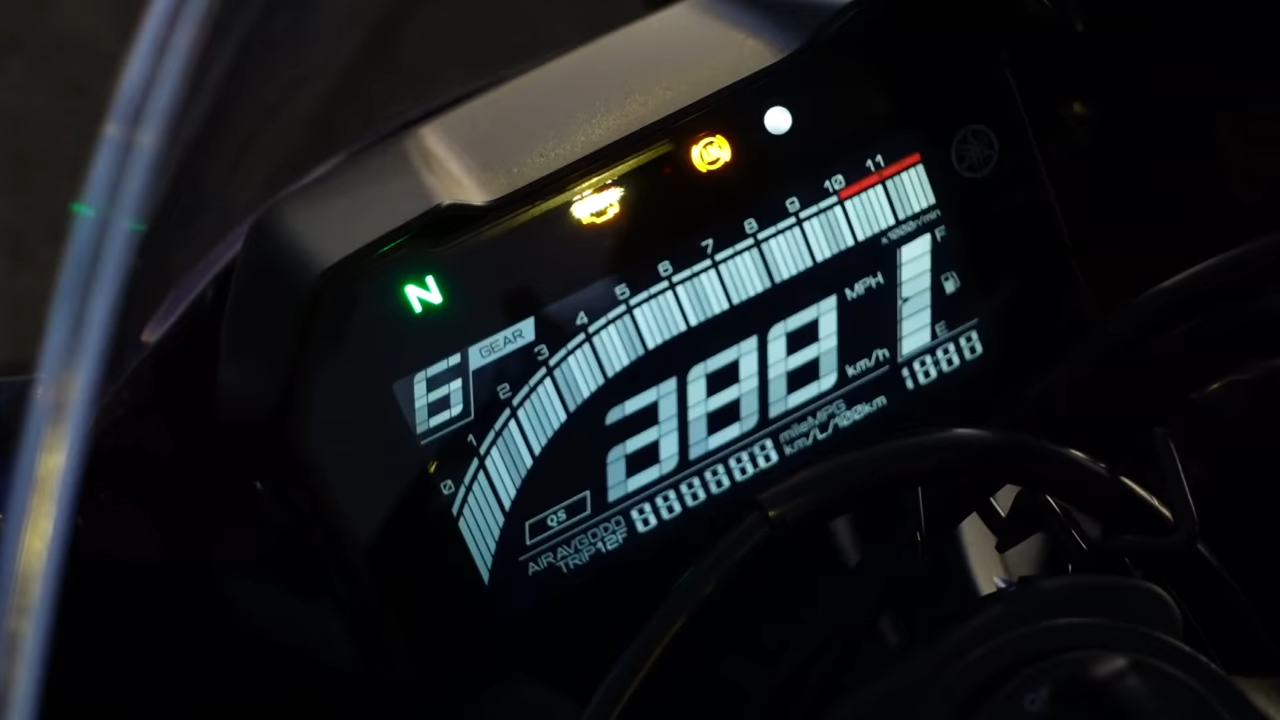 N
6 GEAR
0 1 2 3 4 5 6 7 8 9 10 11
x1000r/min
MPH
km/h
288
F
E
1888
QS
AIRAVGODO
TRIP12F
888888
mileMPG
km/L/100km